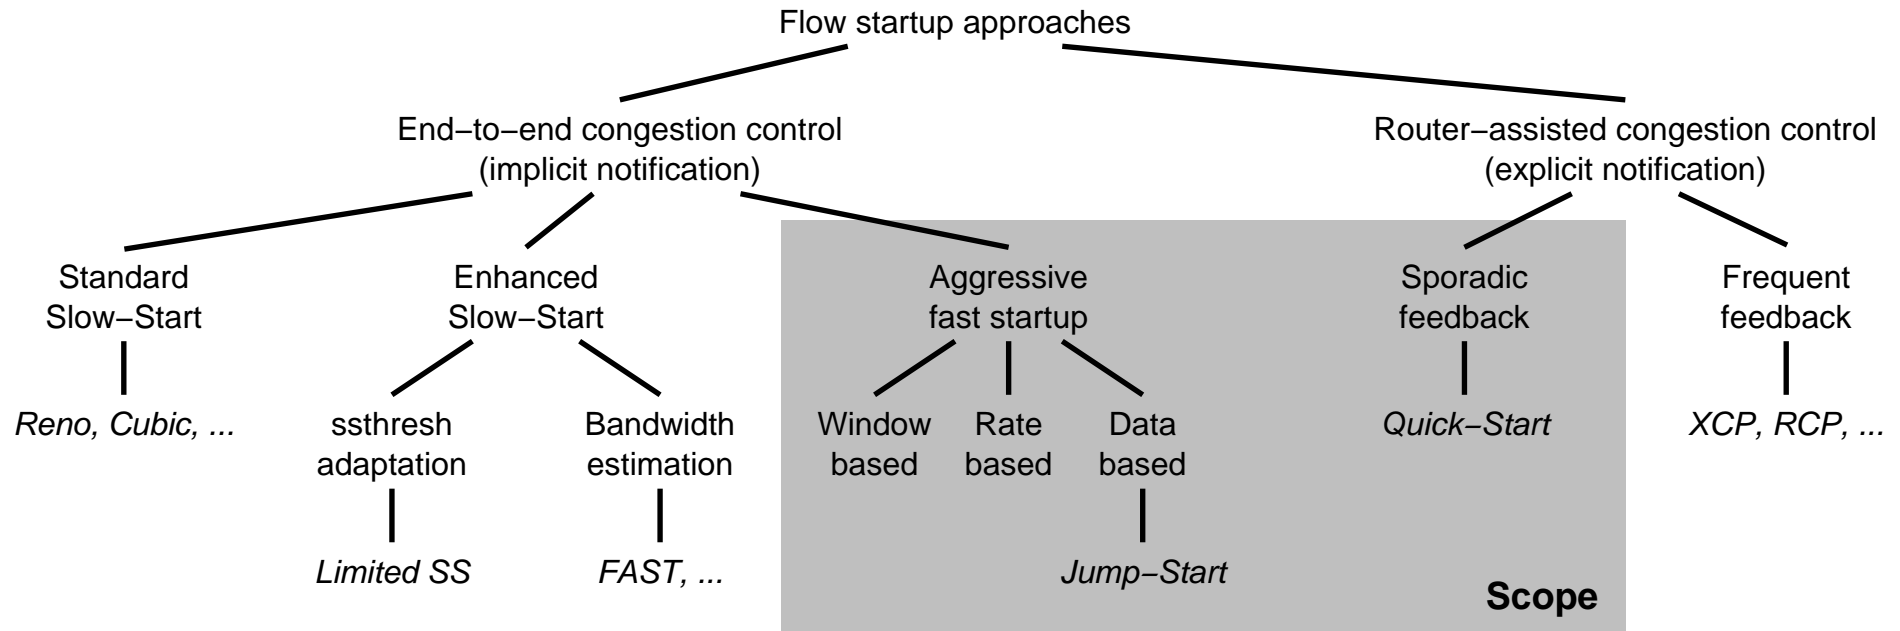 Flow startup approaches
End−to−end congestion control
(implicit notification)
Router−assisted congestion control
(explicit notification)
Standard
Slow−Start
Enhanced
Slow−Start
Aggressive
fast startup
Sporadic
feedback
Frequent
feedback
Reno, Cubic, ...
ssthresh
adaptation
Bandwidth
estimation
Window
based
Rate
based
Data
based
Quick−Start
XCP, RCP, ...
Limited SS
FAST, ...
Jump−Start
Scope